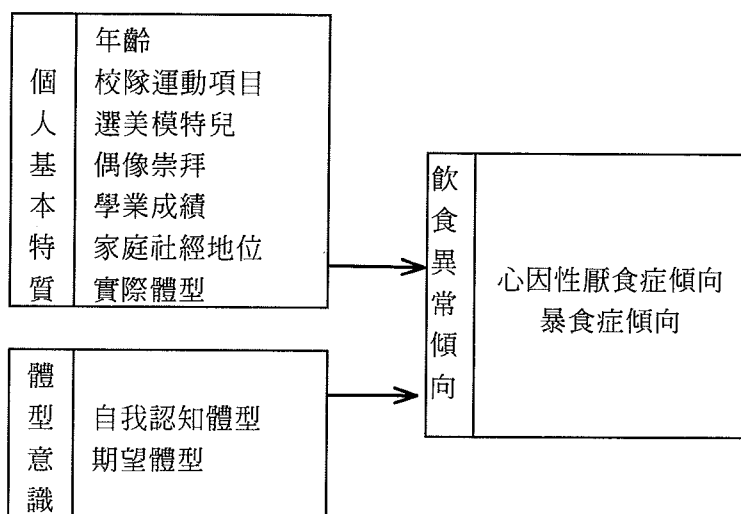 個人基本特質
年齡
校隊運動項目
選美模特兒
偶像崇拜
學業成績
家庭社經地位
實際體型
體型意識
自我認知體型
期望體型
飲食異常傾向
心因性厭食症傾向
暴食症傾向